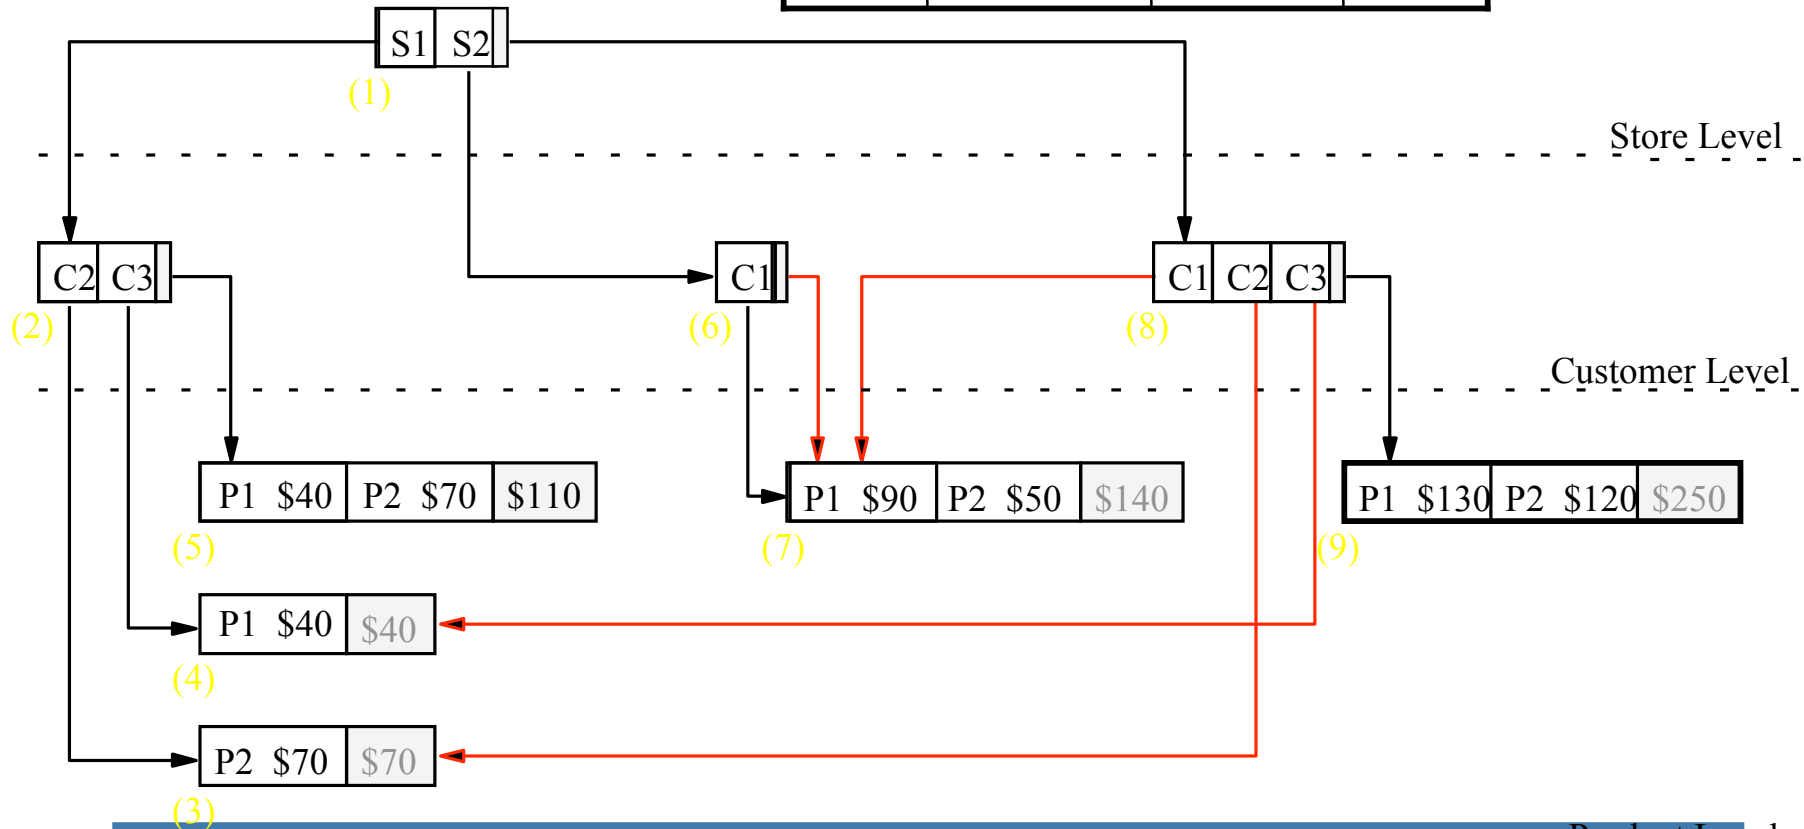 S1 S2
(1)
Store Level
C2 C3
C1
C1 C2 C3
(2)
(6)
(8)
Customer Level
P1 $40 P2 $70 $110
P1 $90 P2 $50 $140
P1 $130 P2 $120 $250
(5)
(7)
(9)
P1 $40 $40
(4)
P2 $70 $70
(3)